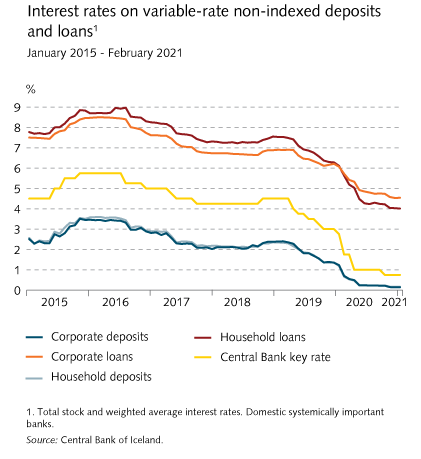 Interest rates on variable-rate non-indexed deposits
and loans¹
January 2015 - February 2021
%
9
8
7
6
5
4
3
2
1
0
2015 2016 2017 2018 2019 2020 2021
Corporate deposits
Corporate loans
Household deposits
Household loans
Central Bank key rate
1. Total stock and weighted average interest rates. Domestic systemically important
banks.
Source: Central Bank of Iceland.